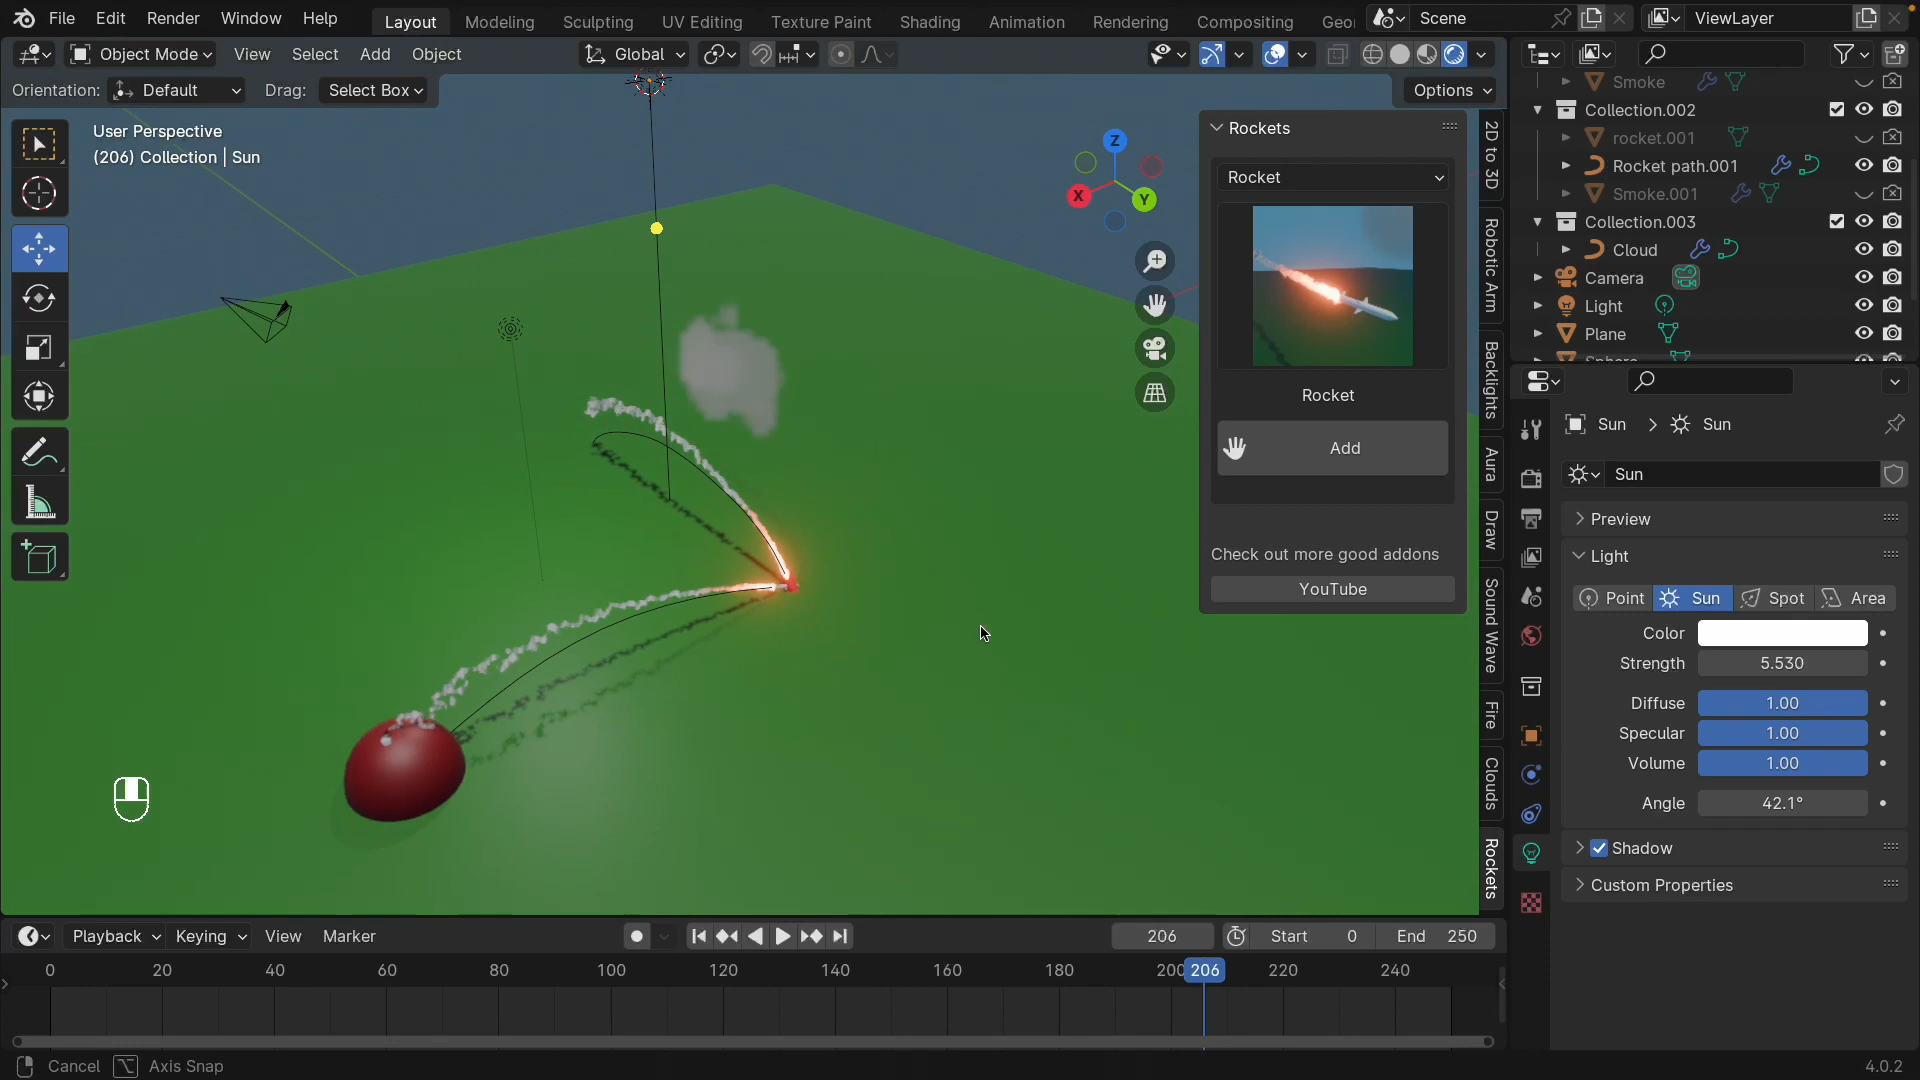 File Edit Render Window Help Layout Modeling Sculpting UV Editing Texture Paint Shading Animation Rendering Compositing Scene ViewLayer
Object Mode View Select Add Object Global
Orientation: Default Drag: Select Box Options
User Perspective
(206) Collection | Sun
Z
X
Y
Rockets
Rocket
Rocket
Add
Check out more good addons
YouTube
2D to 3D
Robotic Arm
Backlights
Aura
Draw
Sound Wave
Fire
Clouds
Rockets
Smoke
Collection.002
rocket.001
Rocket path.001
Smoke.001
Collection.003
Cloud
Camera
Light
Plane
Sun Sun
Sun
Preview
Light
Point Sun Spot Area
Color
Strength 5.530
Diffuse 1.00
Specular 1.00
Volume 1.00
Angle 42.1°
Shadow
Custom Properties
Playback Keying View Marker 206 Start 0 End 250
0 20 40 60 80 100 120 140 160 180 200 206 220 240
Cancel Axis Snap 4.0.2